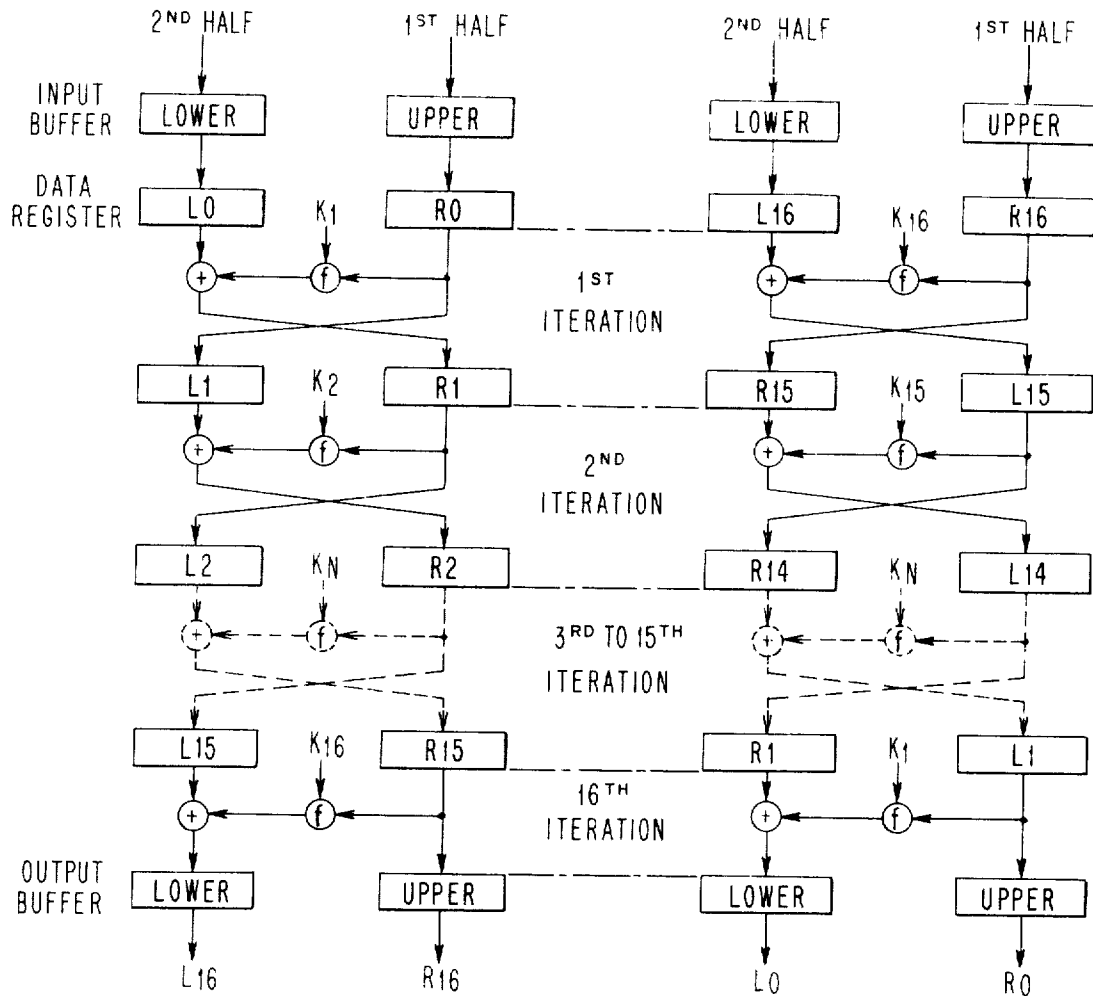 2ND HALF 1ST HALF 2ND HALF 1ST HALF
INPUT BUFFER LOWER UPPER LOWER UPPER
DATA REGISTER L0 K1 R0 L16 K16 R16
+ f + f
1ST ITERATION
L1 K2 R1 R15 K15 L15
+ f + f
2ND ITERATION
L2 KN R2 R14 KN L14
+ f + f
3RD TO 15TH ITERATION
L15 K16 R15 R1 K1 L1
+ f + f
16TH ITERATION
OUTPUT BUFFER LOWER UPPER LOWER UPPER
L16 R16 L0 R0